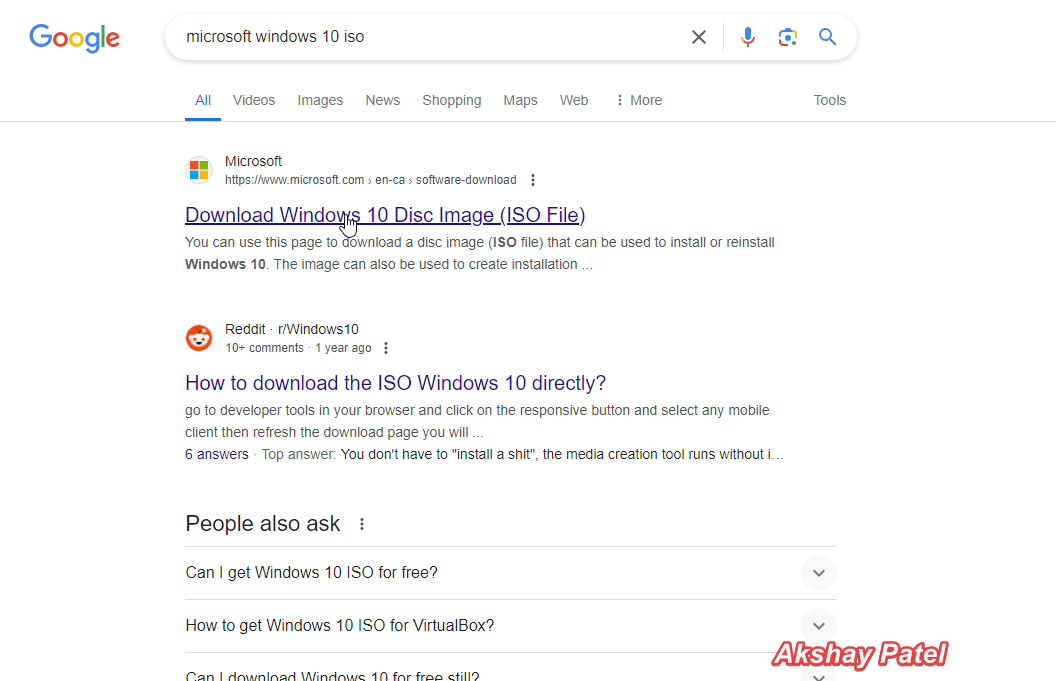 Google
microsoft windows 10 iso
All Videos Images News Shopping Maps Web More Tools
Microsoft
https://www.microsoft.com › en-ca › software-download
Download Windows 10 Disc Image (ISO File)
You can use this page to download a disc image (ISO file) that can be used to install or reinstall
Windows 10. The image can also be used to create installation ...
Reddit · r/Windows10
10+ comments · 1 year ago
How to download the ISO Windows 10 directly?
go to developer tools in your browser and click on the responsive button and select any mobile
client then refresh the download page you will ...
6 answers · Top answer: You don't have to "install a shit", the media creation tool runs without i…
People also ask
Can I get Windows 10 ISO for free?
How to get Windows 10 ISO for VirtualBox?
Akshay Patel
Can I download Windows 10 for free still?